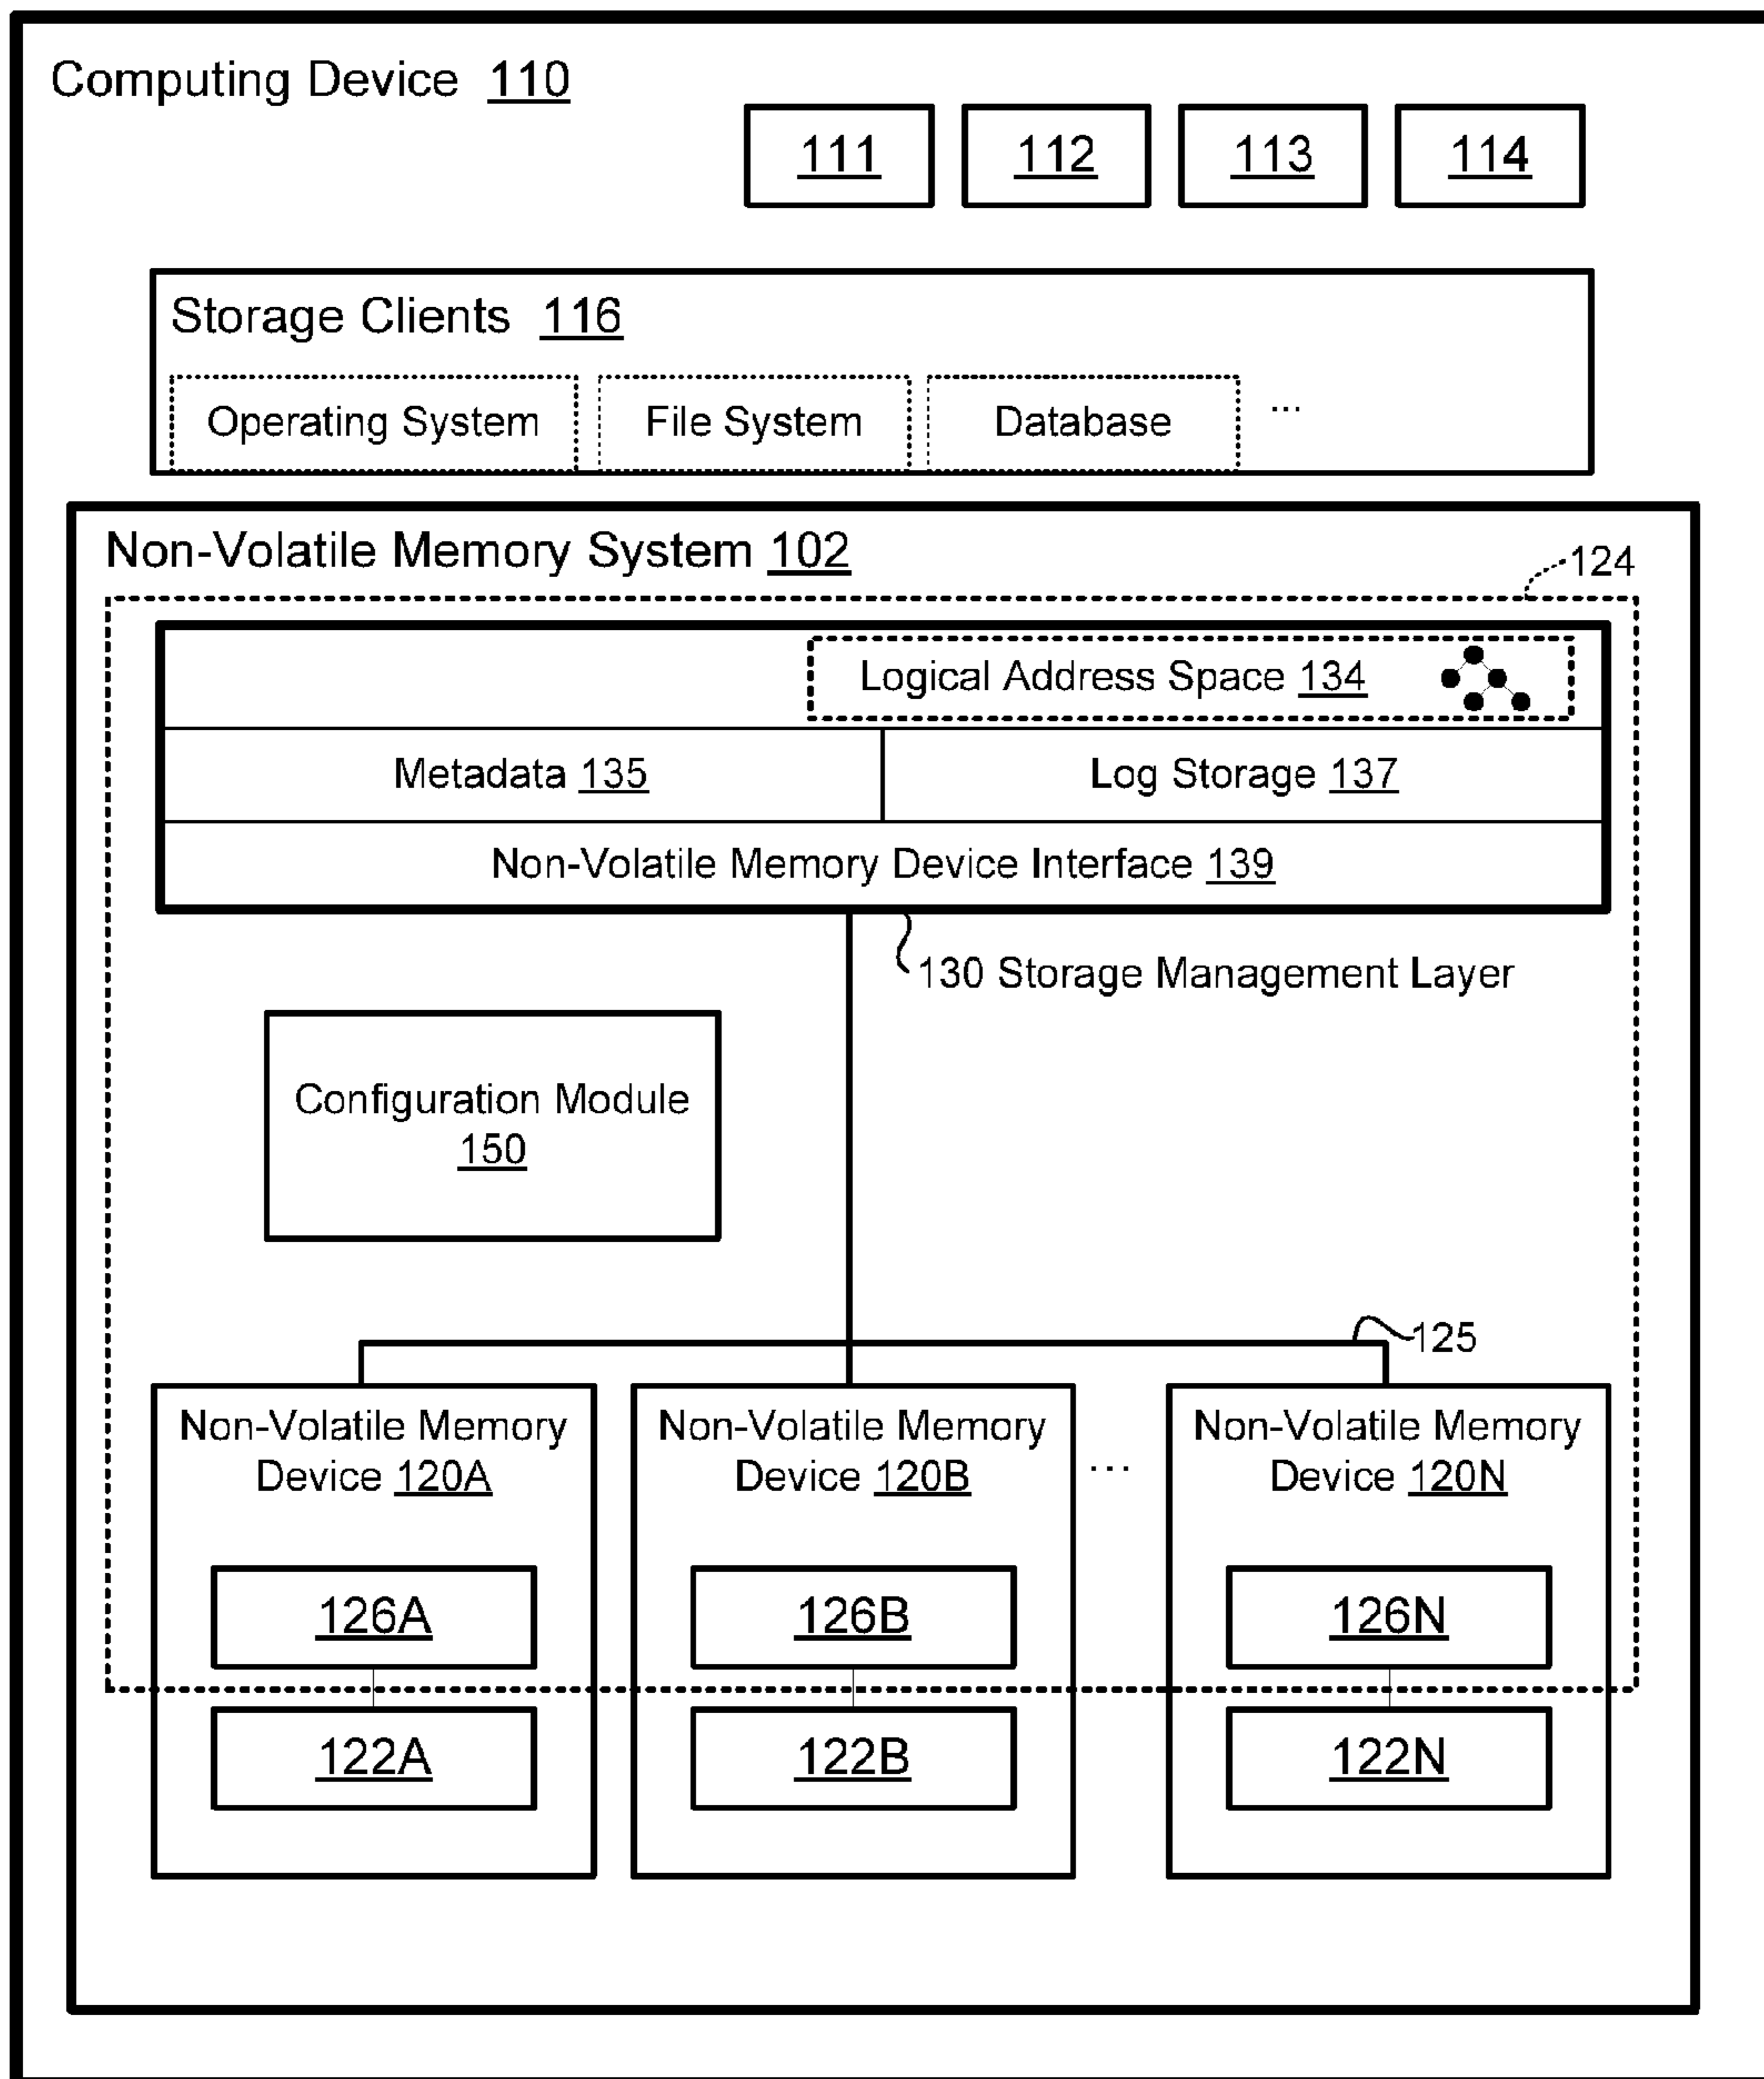 Computing Device 110
111 112 113 114
Storage Clients 116
Operating System File System Database ...
Non-Volatile Memory System 102
124
Logical Address Space 134
Metadata 135 Log Storage 137
Non-Volatile Memory Device Interface 139
130 Storage Management Layer
Configuration Module
150
125
Non-Volatile Memory
Device 120A
Non-Volatile Memory
Device 120B
...
Non-Volatile Memory
Device 120N
126A 126B 126N
122A 122B 122N